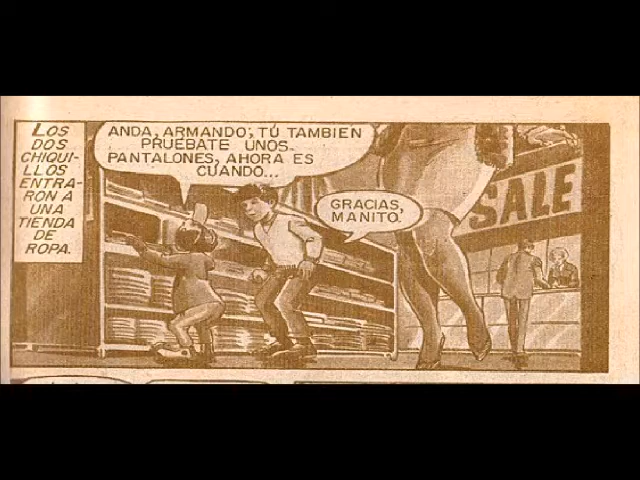 LOS
DOS
CHIQUI-
LLOS
ENTRA-
RON A
UNA
TIENDA
DE
ROPA.
ANDA, ARMANDO; TÚ TAMBIEN
PRUEBATE UNOS
PANTALONES, AHORA ES
CUANDO...
GRACIAS,
MANITO.
SALE